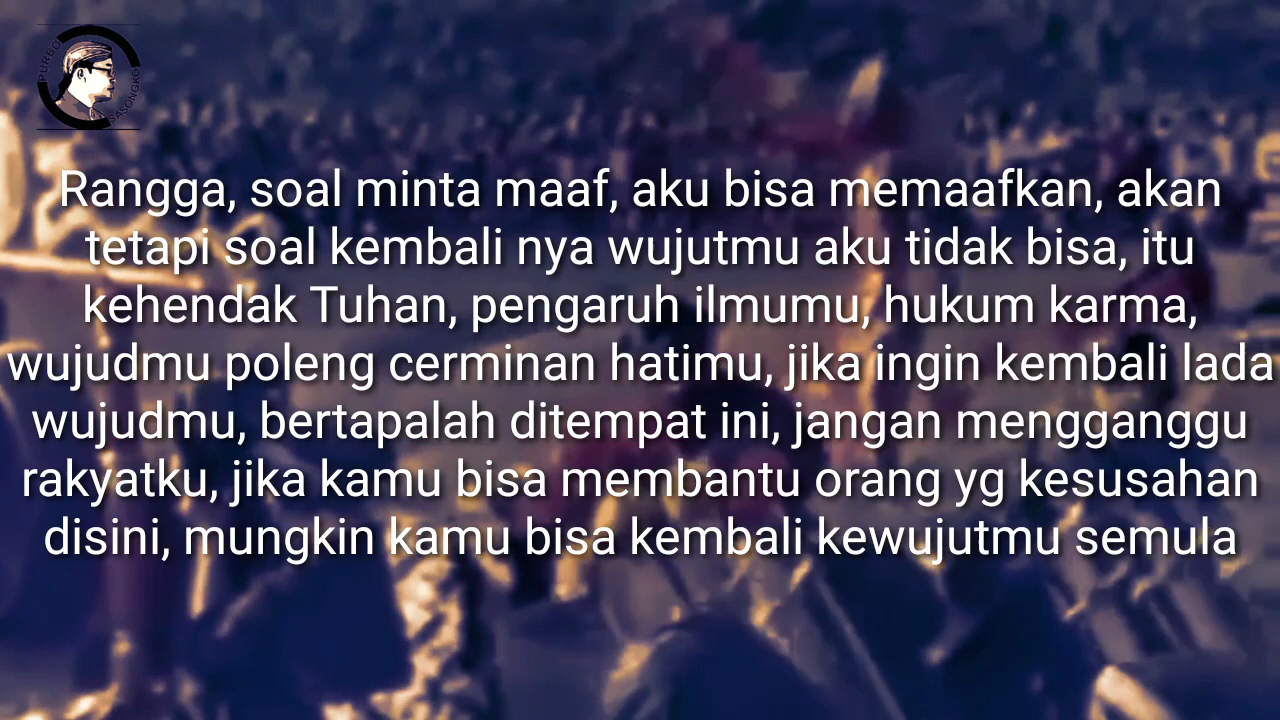 PURBO
SASONGKO
Rangga, soal minta maaf, aku bisa memaafkan, akan
tetapi soal kembali nya wujutmu aku tidak bisa, itu
kehendak Tuhan, pengaruh ilmumu, hukum karma,
wujudmu poleng cerminan hatimu, jika ingin kembali lada
wujudmu, bertapalah ditempat ini, jangan mengganggu
rakyatku, jika kamu bisa membantu orang yg kesusahan
disini, mungkin kamu bisa kembali kewujutmu semula